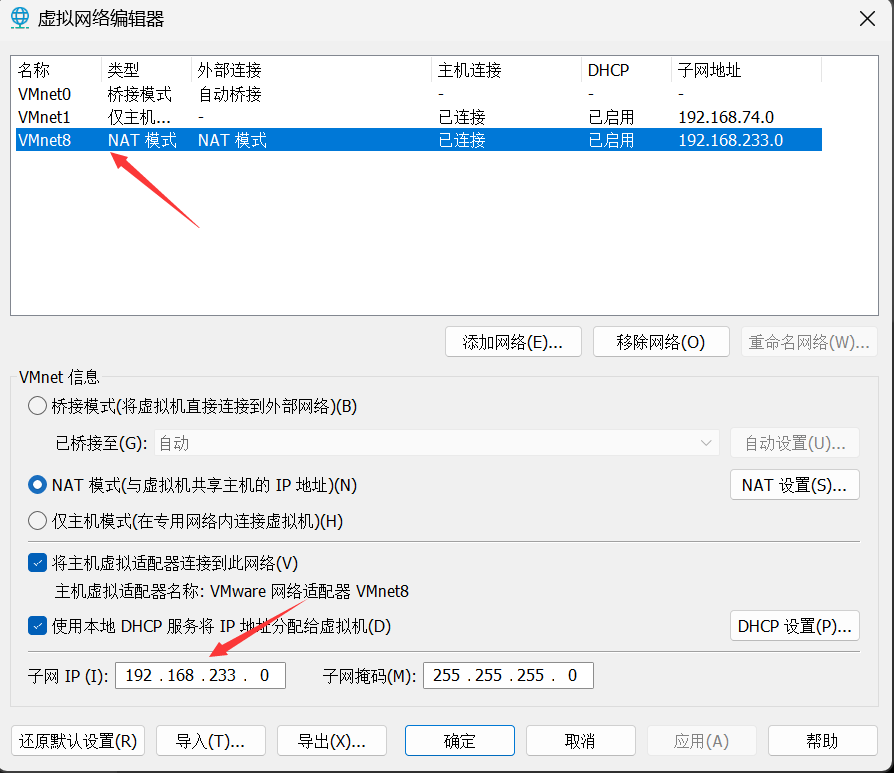 虚拟网络编辑器
名称 类型 外部连接 主机连接 DHCP 子网地址
VMnet0 桥接模式 自动桥接 - - -
VMnet1 仅主机... - 已连接 已启用 192.168.74.0
VMnet8 NAT 模式 NAT 模式 已连接 已启用 192.168.233.0
添加网络(E)... 移除网络(O) 重命名网络(W)...
VMnet 信息
桥接模式(将虚拟机直接连接到外部网络)(B)
已桥接至(G): 自动 自动设置(U)...
NAT 模式(与虚拟机共享主机的 IP 地址)(N) NAT 设置(S)...
仅主机模式(在专用网络内连接虚拟机)(H)
将主机虚拟适配器连接到此网络(V)
主机虚拟适配器名称: VMware 网络适配器 VMnet8
使用本地 DHCP 服务将 IP 地址分配给虚拟机(D) DHCP 设置(P)...
子网 IP (I): 192 . 168 . 233 . 0 子网掩码(M): 255 . 255 . 255 . 0
还原默认设置(R) 导入(T)... 导出(X)... 确定 取消 应用(A) 帮助